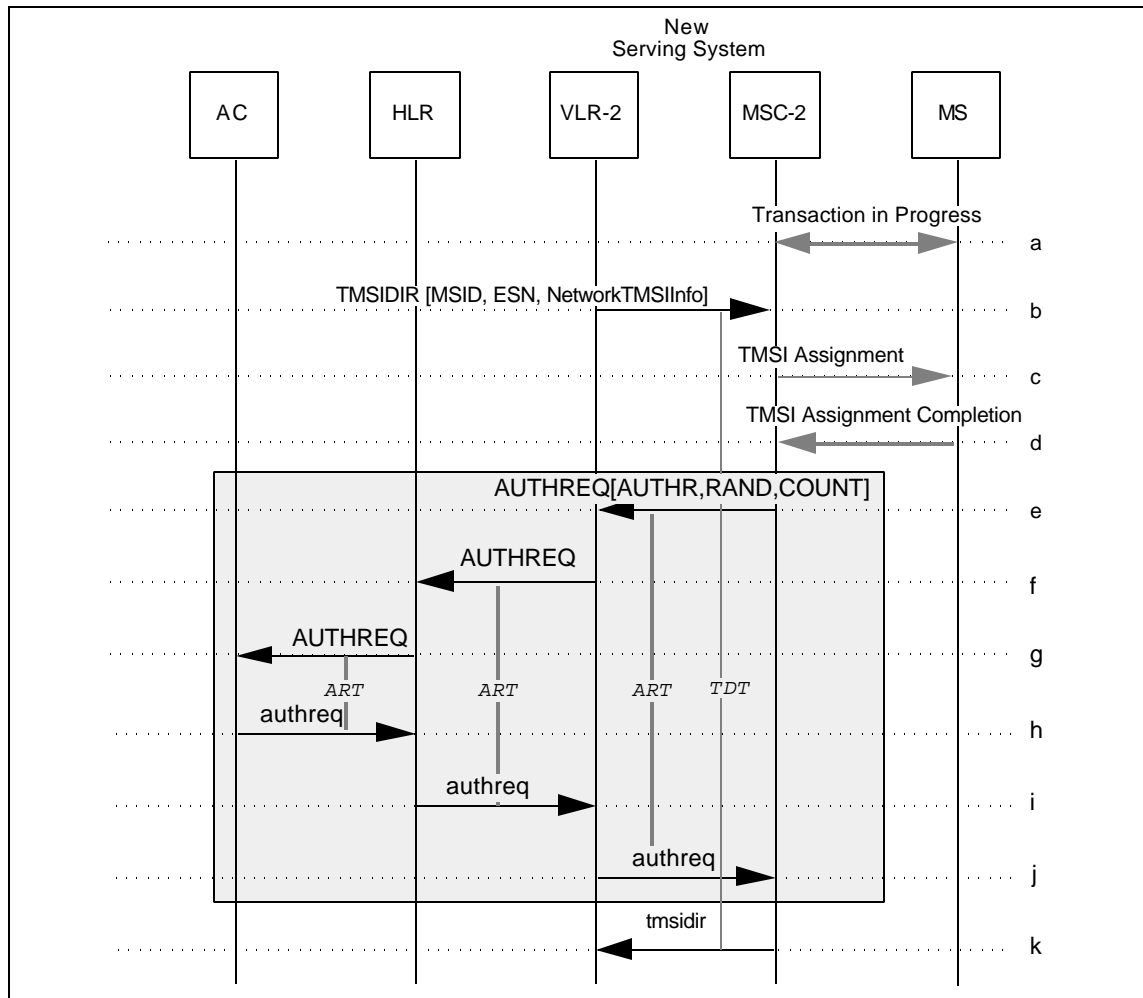 New
Serving System
AC
HLR
VLR-2
MSC-2
MS
Transaction in Progress
a
TMSIDIR [MSID, ESN, NetworkTMSIInfo]
b
TMSI Assignment
c
TMSI Assignment Completion
d
AUTHREQ[AUTHR,RAND,COUNT]
e
AUTHREQ
f
AUTHREQ
g
ART
ART
ART
TDT
authreq
h
authreq
i
authreq
j
tmsidir
k